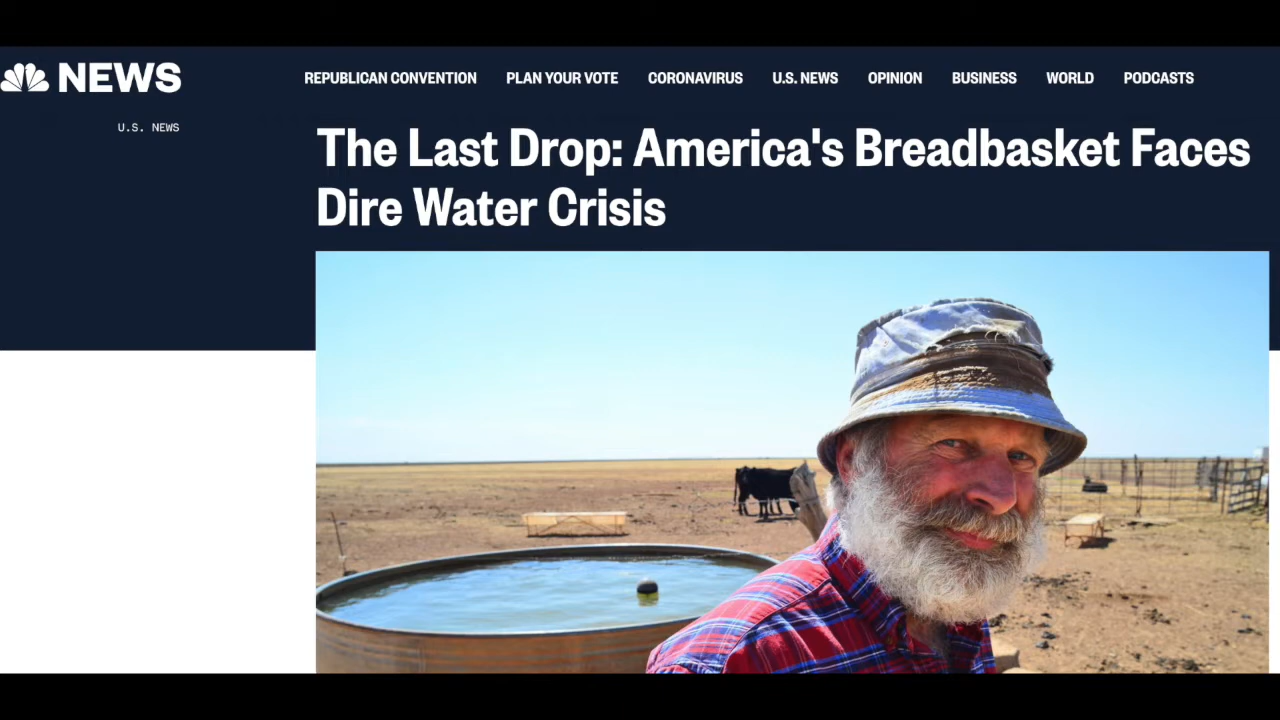 NEWS
REPUBLICAN CONVENTION PLAN YOUR VOTE CORONAVIRUS U.S. NEWS OPINION BUSINESS WORLD PODCASTS
U.S. NEWS
The Last Drop: America's Breadbasket Faces
Dire Water Crisis